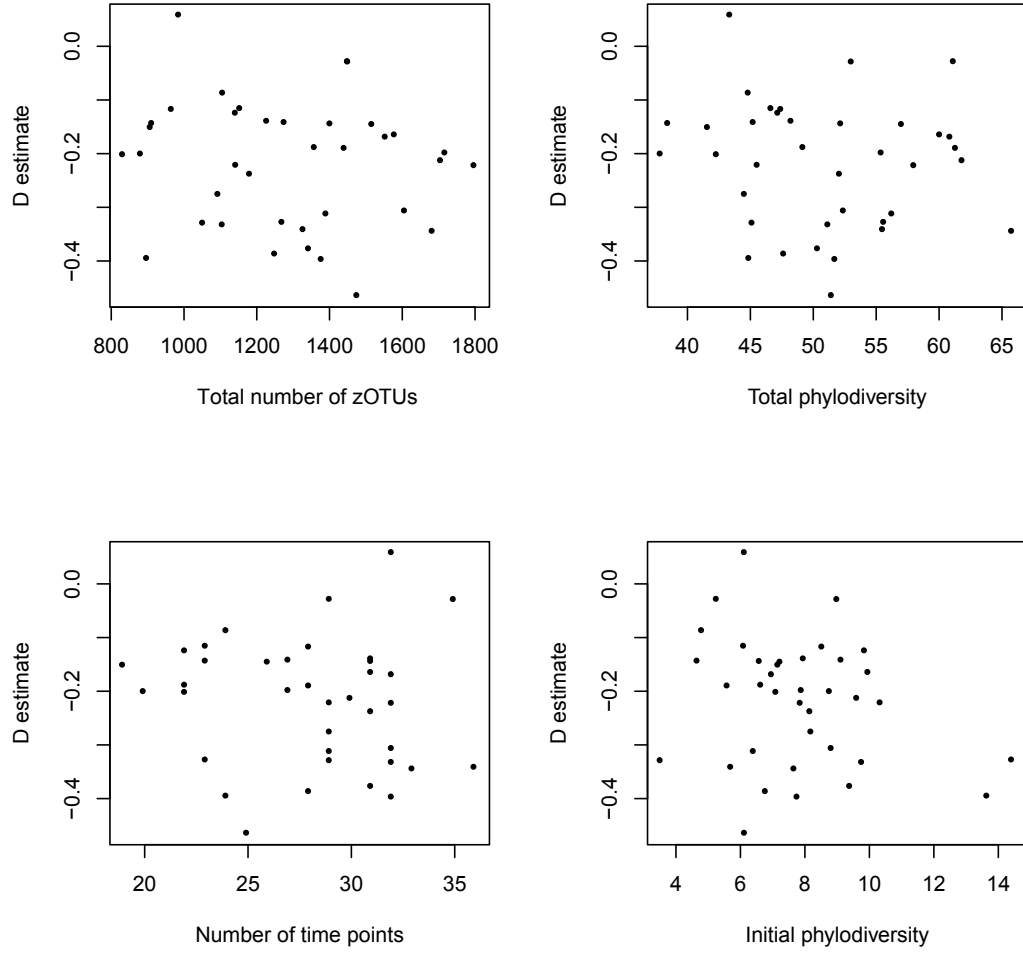 D estimate
0.0
−0.2
−0.4
800 1000 1200 1400 1600 1800
Total number of zOTUs
D estimate
0.0
−0.2
−0.4
40 45 50 55 60 65
Total phylodiversity
D estimate
0.0
−0.2
−0.4
20 25 30 35
Number of time points
D estimate
0.0
−0.2
−0.4
4 6 8 10 12 14
Initial phylodiversity